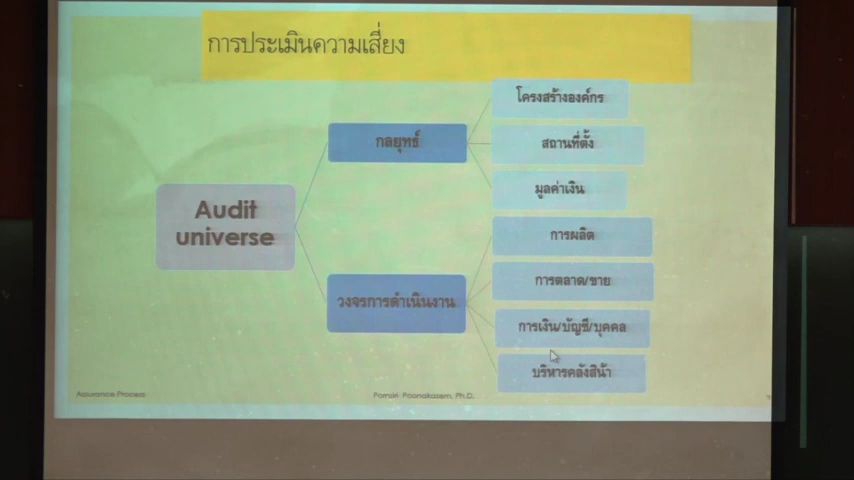 การประเมินความเสี่ยง
Audit
universe
กลยุทธ์
โครงสร้างองค์กร
สถานที่ตั้ง
มูลค่าเงิน
วงจรการดำเนินงาน
การผลิต
การตลาด/ขาย
การเงิน/บัญชี/บุคคล
บริหารคลังสินค้า
Assurance Process
Poonakasem, Ph.D.